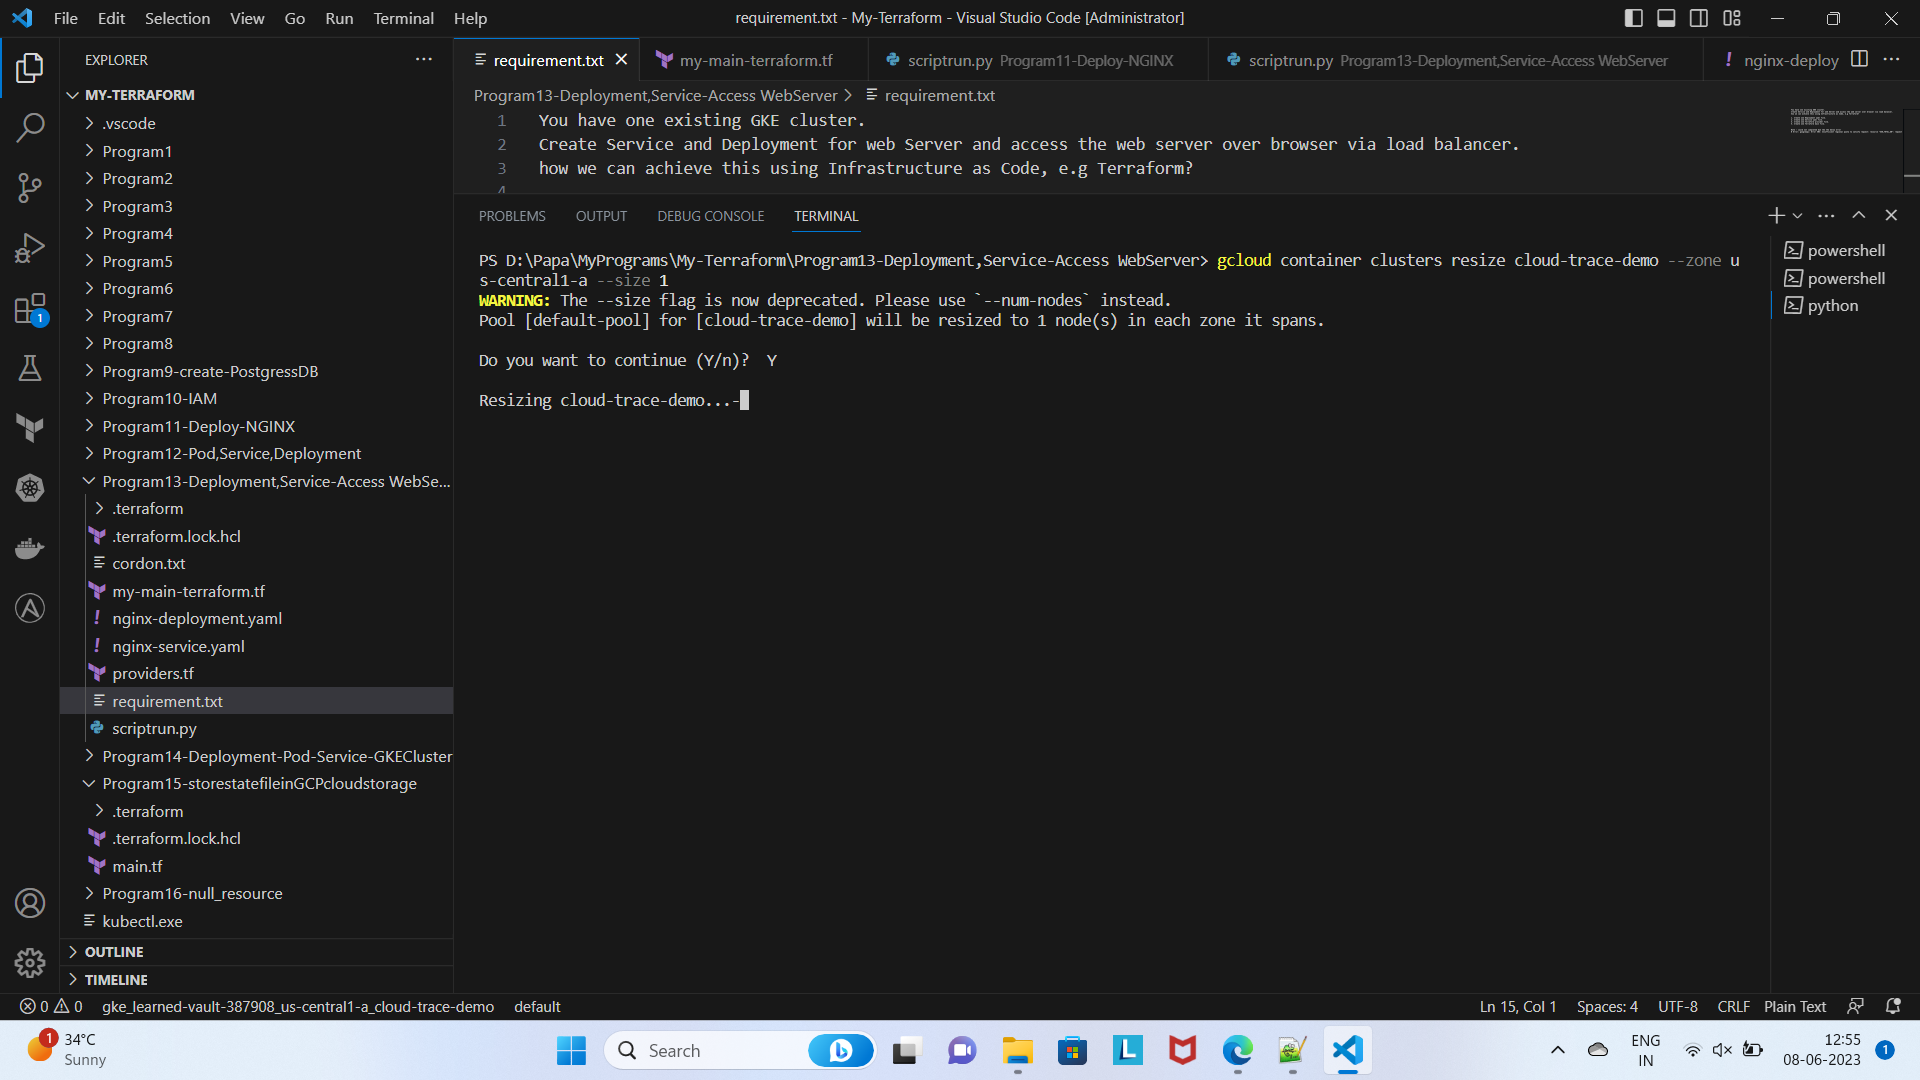 File Edit Selection View Go Run Terminal Help
requirement.txt - My-Terraform - Visual Studio Code [Administrator]
EXPLORER
MY-TERRAFORM
.vscode
Program1
Program2
Program3
Program4
Program5
Program6
Program7
Program8
Program9-create-PostgressDB
Program10-IAM
Program11-Deploy-NGINX
Program12-Pod,Service,Deployment
Program13-Deployment,Service-Access WebSe...
.terraform
.terraform.lock.hcl
cordon.txt
my-main-terraform.tf
nginx-deployment.yaml
nginx-service.yaml
providers.tf
requirement.txt
scriptrun.py
Program14-Deployment-Pod-Service-GKECluster
Program15-storestatefileinGCPcloudstorage
.terraform
.terraform.lock.hcl
main.tf
Program16-null_resource
kubectl.exe
OUTLINE
TIMELINE
1
requirement.txt
my-main-terraform.tf
scriptrun.py Program11-Deploy-NGINX
scriptrun.py Program13-Deployment,Service-Access WebServer
nginx-deploy
Program13-Deployment,Service-Access WebServer > requirement.txt
1 You have one existing GKE cluster.
2 Create Service and Deployment for web Server and access the web server over browser via load balancer.
3 how we can achieve this using Infrastructure as Code, e.g Terraform?
4
PROBLEMS OUTPUT DEBUG CONSOLE TERMINAL
PS D:\Papa\MyPrograms\My-Terraform\Program13-Deployment,Service-Access WebServer> gcloud container clusters resize cloud-trace-demo --zone u
s-central1-a --size 1
WARNING: The --size flag is now deprecated. Please use `--num-nodes` instead.
Pool [default-pool] for [cloud-trace-demo] will be resized to 1 node(s) in each zone it spans.
Do you want to continue (Y/n)? Y
Resizing cloud-trace-demo...-
powershell
powershell
python
0 0 gke_learned-vault-387908_us-central1-a_cloud-trace-demo default
Ln 15, Col 1 Spaces: 4 UTF-8 CRLF Plain Text
1
34°C
Sunny
Search
ENG
IN
12:55
08-06-2023
1